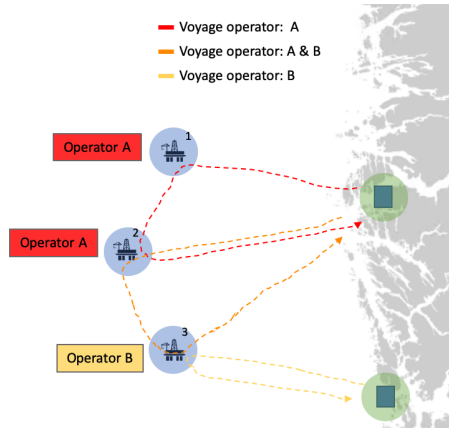 Voyage operator: A
Voyage operator: A & B
Voyage operator: B
1
Operator A
2
Operator A
3
Operator B